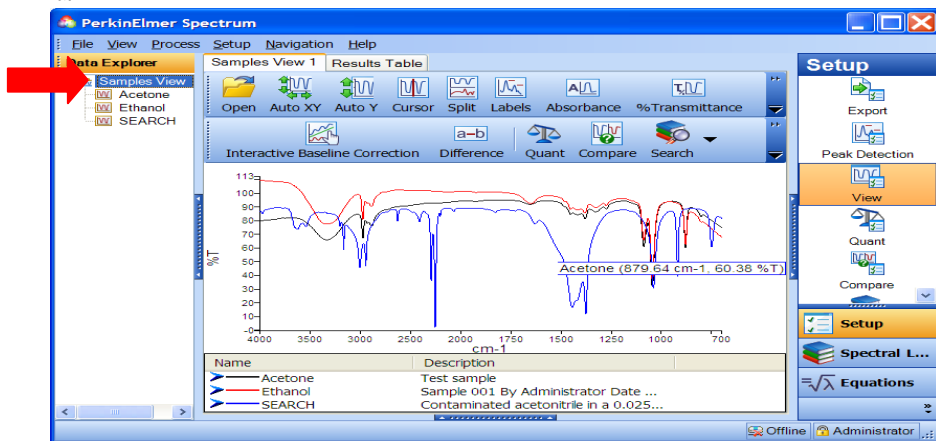 PerkinElmer Spectrum
File View Process Setup Navigation Help
Data Explorer
Samples View
Acetone
Ethanol
SEARCH
Samples View 1 Results Table
Open Auto XY Auto Y Cursor Split Labels Absorbance %Transmittance
Interactive Baseline Correction Difference Quant Compare Search
113
100
90
80
70
60
50
40
30
20
10
-0
%T
4000 3500 3000 2500 2000 1750 1500 1250 1000 700
cm-1
Acetone (879.64 cm-1, 60.38 %T)
Name Description
Acetone Test sample
Ethanol Sample 001 By Administrator Date ...
SEARCH Contaminated acetonitrile in a 0.025...
Setup
Export
Peak Detection
View
Quant
Compare
Setup
Spectral L...
Equations
Offline Administrator